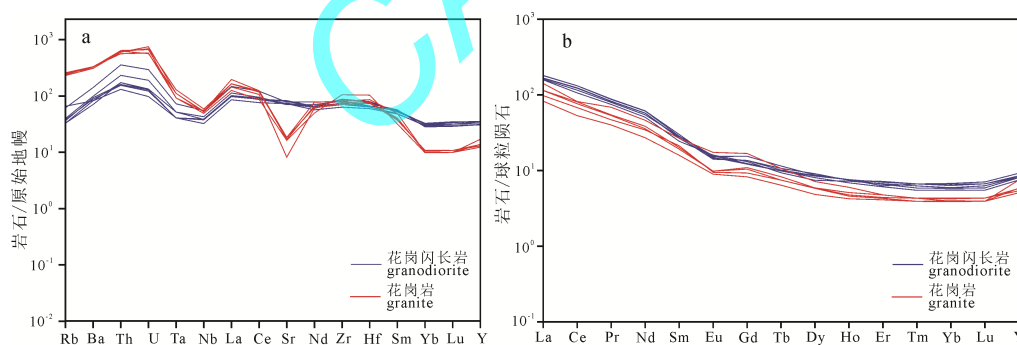 a
10³
10²
10¹
10⁰
10⁻¹
10⁻²
岩石/原始地幔
花岗闪长岩
granodiorite
花岗岩
granite
Rb Ba Th U Ta Nb La Ce Sr Nd Zr Hf Sm Yb Lu Y
b
10³
10²
10¹
10⁰
10⁻¹
岩石/球粒陨石
花岗闪长岩
granodiorite
花岗岩
granite
La Ce Pr Nd Sm Eu Gd Tb Dy Ho Er Tm Yb Lu